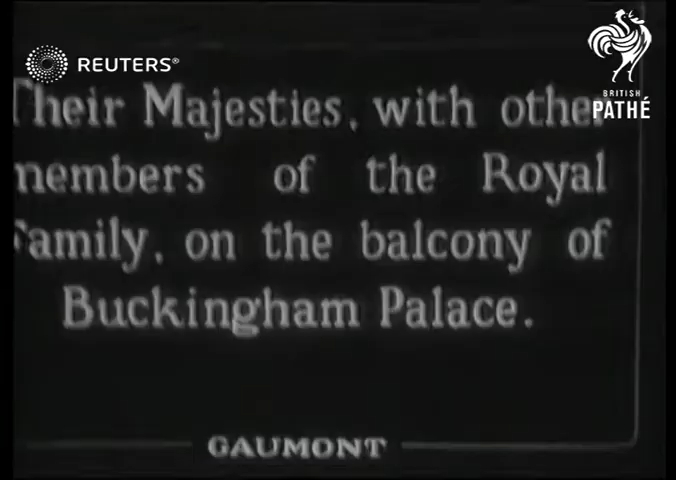 REUTERS
BRITISH
PATHÉ
Their Majesties, with other
members of the Royal
Family, on the balcony of
Buckingham Palace.
GAUMONT